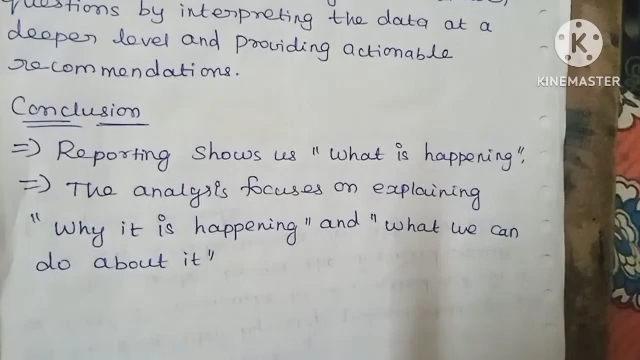 questions by interpreting the data at a
deeper level and providing actionable
recommendations.
Conclusion
=) Reporting shows us "what is happening".
=) The analysis focuses on explaining
"Why it is happening" and "what we can
do about it"
KINEMASTER